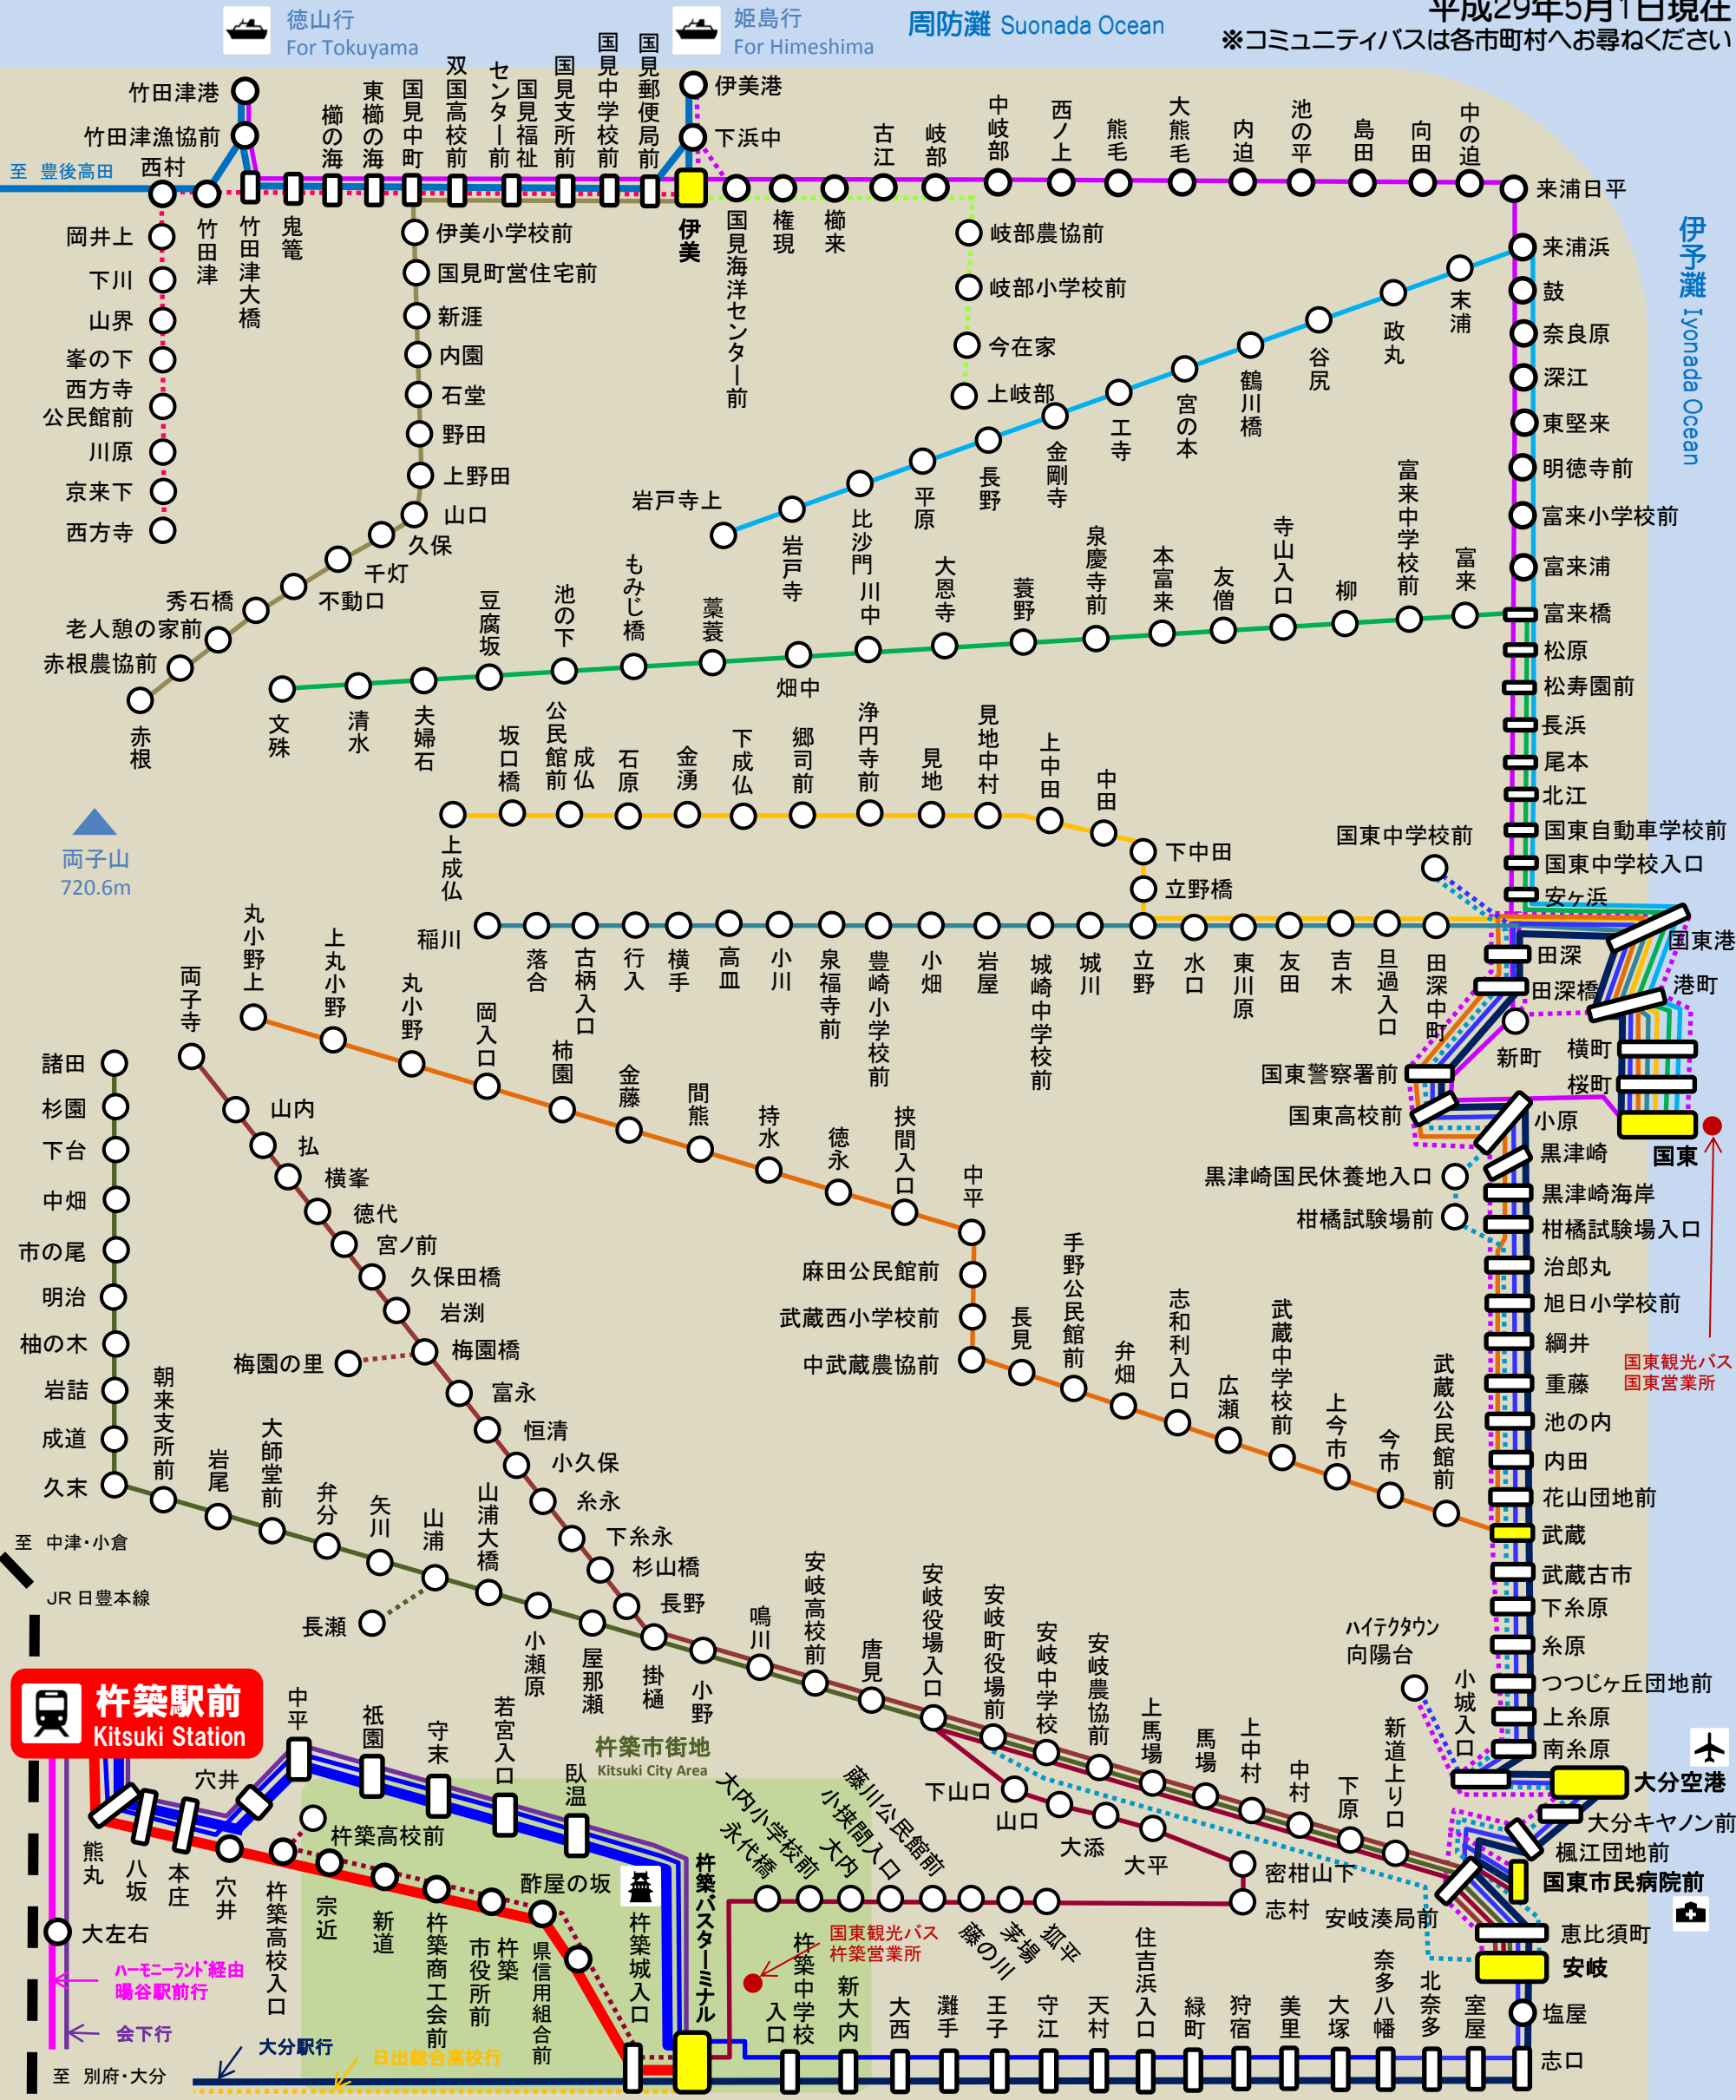 平成29年5月1日現在
※コミュニティバスは各市町村へお尋ねください
徳山行
For Tokuyama
姫島行
For Himeshima
周防灘 Suonada Ocean
伊予灘 Iyonada Ocean
至 豊後高田
竹田津港
竹田津漁協前
西村
竹田津
竹田津大橋
鬼篭
櫛の海
東櫛の海
国見中町
双国高校前
国見福祉
センター前
国見支所前
国見中学校前
国見郵便局前
伊美港
下浜中
伊美
国見海洋センター前
権現
櫛来
古江
岐部
中岐部
西ノ上
熊毛
大熊毛
内迫
池の平
島田
向田
中の迫
来浦日平
岡井上
下川
山界
峯の下
西方寺
公民館前
川原
京来下
西方寺
伊美小学校前
国見町営住宅前
新涯
内園
石堂
野田
上野田
山口
久保
千灯
不動口
秀石橋
老人憩の家前
赤根農協前
赤根
岐部農協前
岐部小学校前
今在家
上岐部
来浦浜
鼓
奈良原
深江
東堅来
明徳寺前
富来小学校前
富来浦
富来橋
松原
松寿園前
長浜
尾本
北江
国東自動車学校前
国東中学校入口
安ヶ浜
末浦
政丸
谷尻
鶴川橋
宮の本
工寺
金剛寺
長野
平原
比沙門
岩戸寺
岩戸寺上
富来
富来中学校前
柳
寺山入口
友僧
本富来
泉慶寺前
蓑野
大恩寺
川中
畑中
藁蓑
もみじ橋
池の下
豆腐坂
夫婦石
清水
文殊
両子山
720.6m
上成仏
坂口橋
成仏
公民館前
石原
金湧
下成仏
郷司前
浄円寺前
見地
見地中村
上中田
中田
下中田
立野橋
国東中学校前
稲川
落合
古柄入口
行入
横手
高皿
小川
泉福寺前
豊崎小学校前
小畑
岩屋
城崎中学校前
城川
立野
水口
東川原
友田
吉木
旦過入口
田深中町
田深
田深橋
新町
国東港
港町
横町
桜町
国東
国東警察署前
国東高校前
小原
黒津崎
黒津崎国民休養地入口
柑橘試験場前
黒津崎海岸
柑橘試験場入口
治郎丸
旭日小学校前
綱井
重藤
池の内
内田
花山団地前
武蔵
武蔵古市
下糸原
糸原
つつじヶ丘団地前
上糸原
南糸原
国東観光バス
国東営業所
丸小野上
上丸小野
丸小野
岡入口
柿園
金藤
間熊
持水
徳永
挟間入口
中平
麻田公民館前
武蔵西小学校前
中武蔵農協前
長見
手野公民館前
弁畑
志和利入口
広瀬
武蔵中学校前
上今市
今市
武蔵公民館前
両子寺
山内
払
横峯
徳代
宮ノ前
久保田橋
岩渕
梅園橋
梅園の里
富永
恒清
小久保
糸永
下糸永
杉山橋
長野
諸田
杉園
下台
中畑
市の尾
明治
柚の木
岩詰
成道
久末
朝来支所前
岩尾
大師堂前
弁分
矢川
山浦
長瀬
山浦大橋
小瀬原
屋那瀬
掛樋
小野
鳴川
安岐高校前
唐見
安岐役場入口
安岐町役場前
安岐中学校
安岐農協前
上馬場
馬場
上中村
中村
下原
新道上り口
ハイテクタウン
向陽台
小城入口
大分空港
大分キヤノン前
楓江団地前
国東市民病院前
安岐湊局前
恵比須町
安岐
塩屋
志口
至 中津・小倉
JR 日豊本線
杵築駅前
Kitsuki Station
熊丸
八坂
本庄
穴井
穴井
中平
祇園
守末
若宮入口
臥温
杵築市街地
Kitsuki City Area
杵築高校前
杵築高校入口
宗近
新道
杵築商工会前
杵築
市役所前
県信用組合前
酢屋の坂
杵築城入口
杵築バスターミナル
永代橋
大内小学校前
大内
小狭間入口
藤川公民館前
藤の川
茅場
狐平
志村
密柑山下
大平
大添
山口
下山口
国東観光バス
杵築営業所
杵築中学校
入口
新大内
大西
灘手
王子
守江
天村
住吉浜入口
緑町
狩宿
美里
大塚
奈多八幡
北奈多
室屋
大左右
ハーモニーランド経由
暘谷駅前行
会下行
大分駅行
日出総合高校行
至 別府・大分